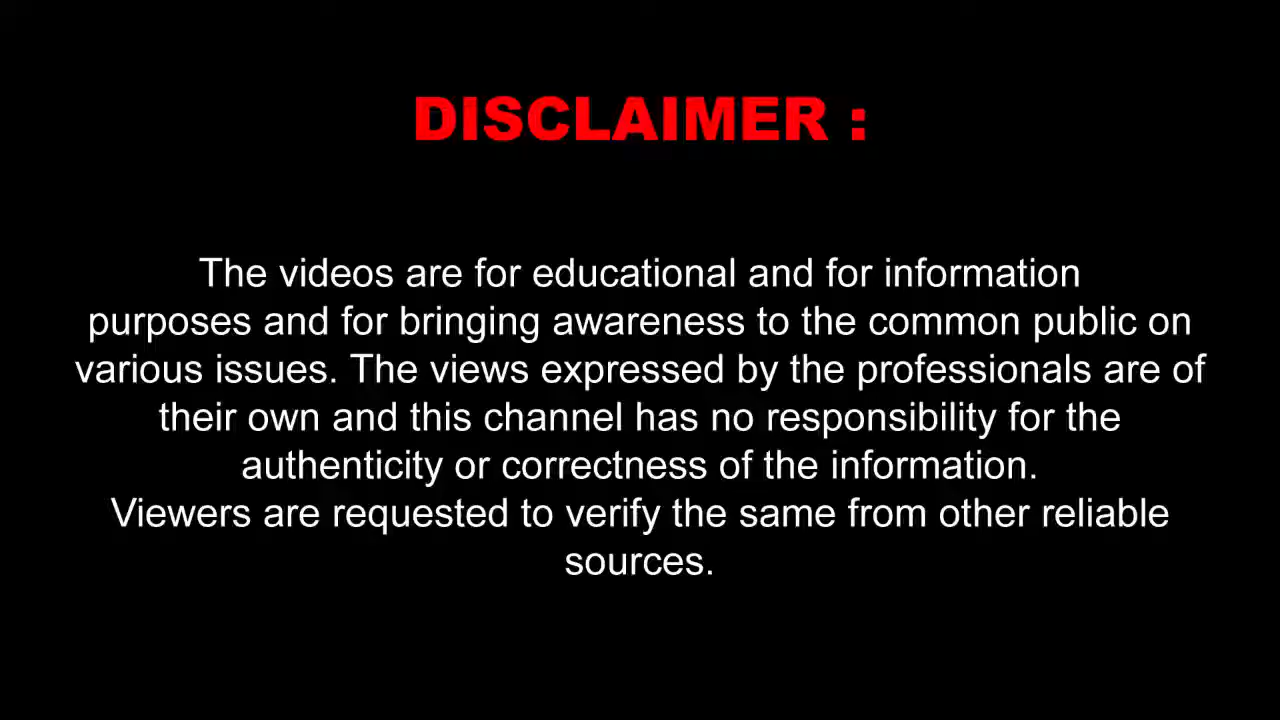 DISCLAIMER :
The videos are for educational and for information
purposes and for bringing awareness to the common public on
various issues. The views expressed by the professionals are of
their own and this channel has no responsibility for the
authenticity or correctness of the information.
Viewers are requested to verify the same from other reliable
sources.